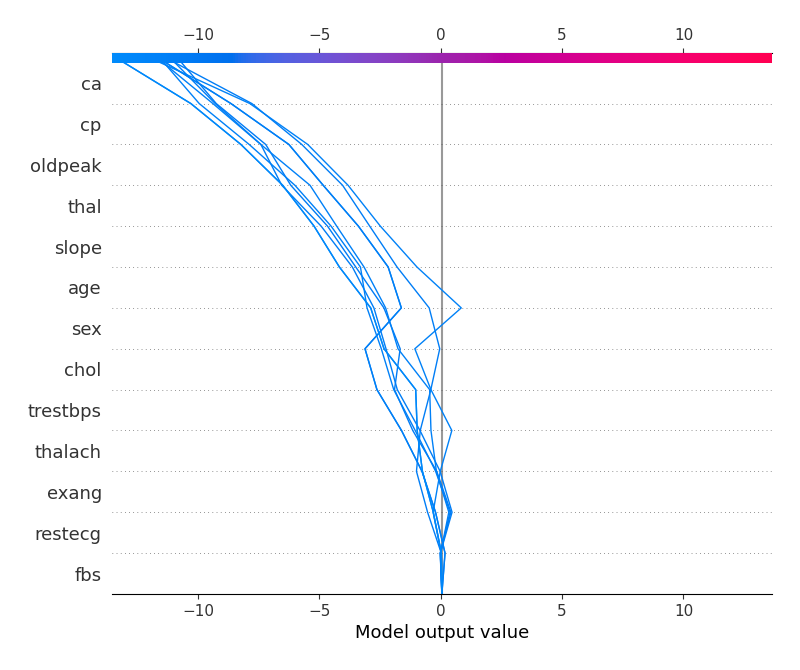 −10 −5 0 5 10
ca
cp
oldpeak
thal
slope
age
sex
chol
trestbps
thalach
exang
restecg
fbs
−10 −5 0 5 10
Model output value